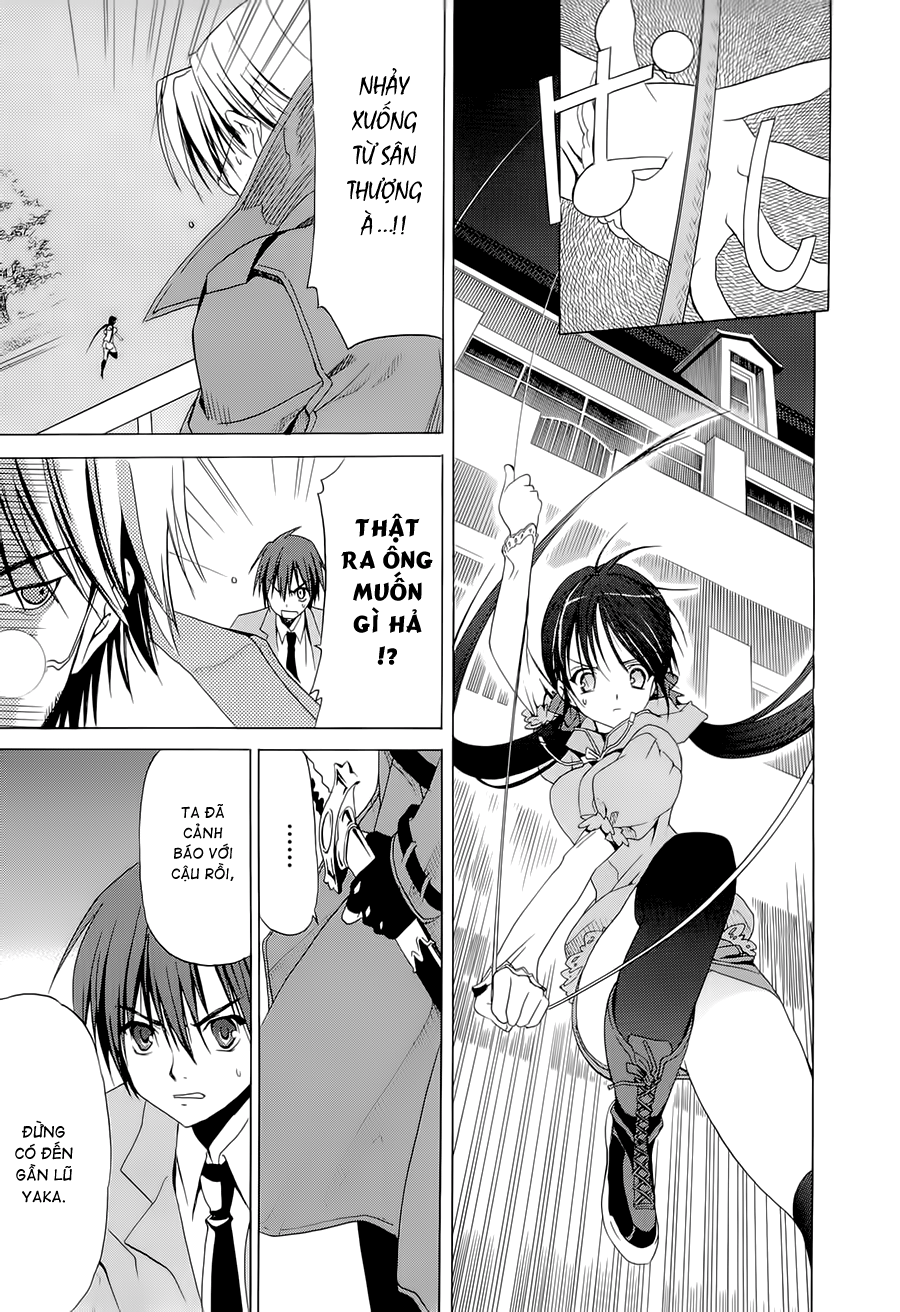 NHẢY
XUỐNG
TỪ SÂN
THƯỢNG
À ...!!
THẬT
RA ÔNG
MUỐN
GÌ HẢ
!?
......
TA ĐÃ
CẢNH
BÁO VỚI
CẬU RỒI,
ĐỪNG
CÓ ĐẾN
GẦN LŨ
YAKA.